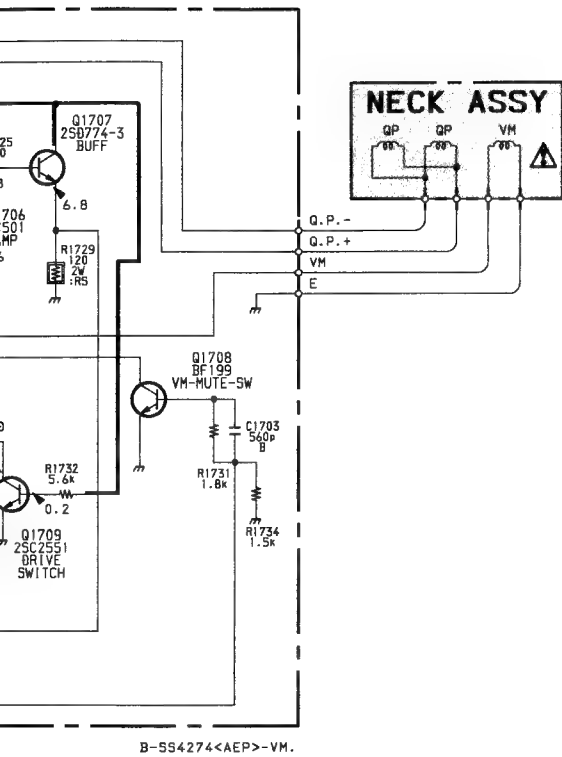 NECK ASSY
QP
QP
VM
Q1707
2SD774-3
BUFF
25
0
6.8
706
C501
MP
R1729
120
2W
:RS
Q.P.-
Q.P.+
VM
E
Q1708
BF199
VM-MUTE-SW
C1703
560p
B
R1731
1.8k
R1732
5.6k
0.2
R1734
1.5k
Q1709
2SC2551
DRIVE
SWITCH
B-SS4274<AEP>-VM.